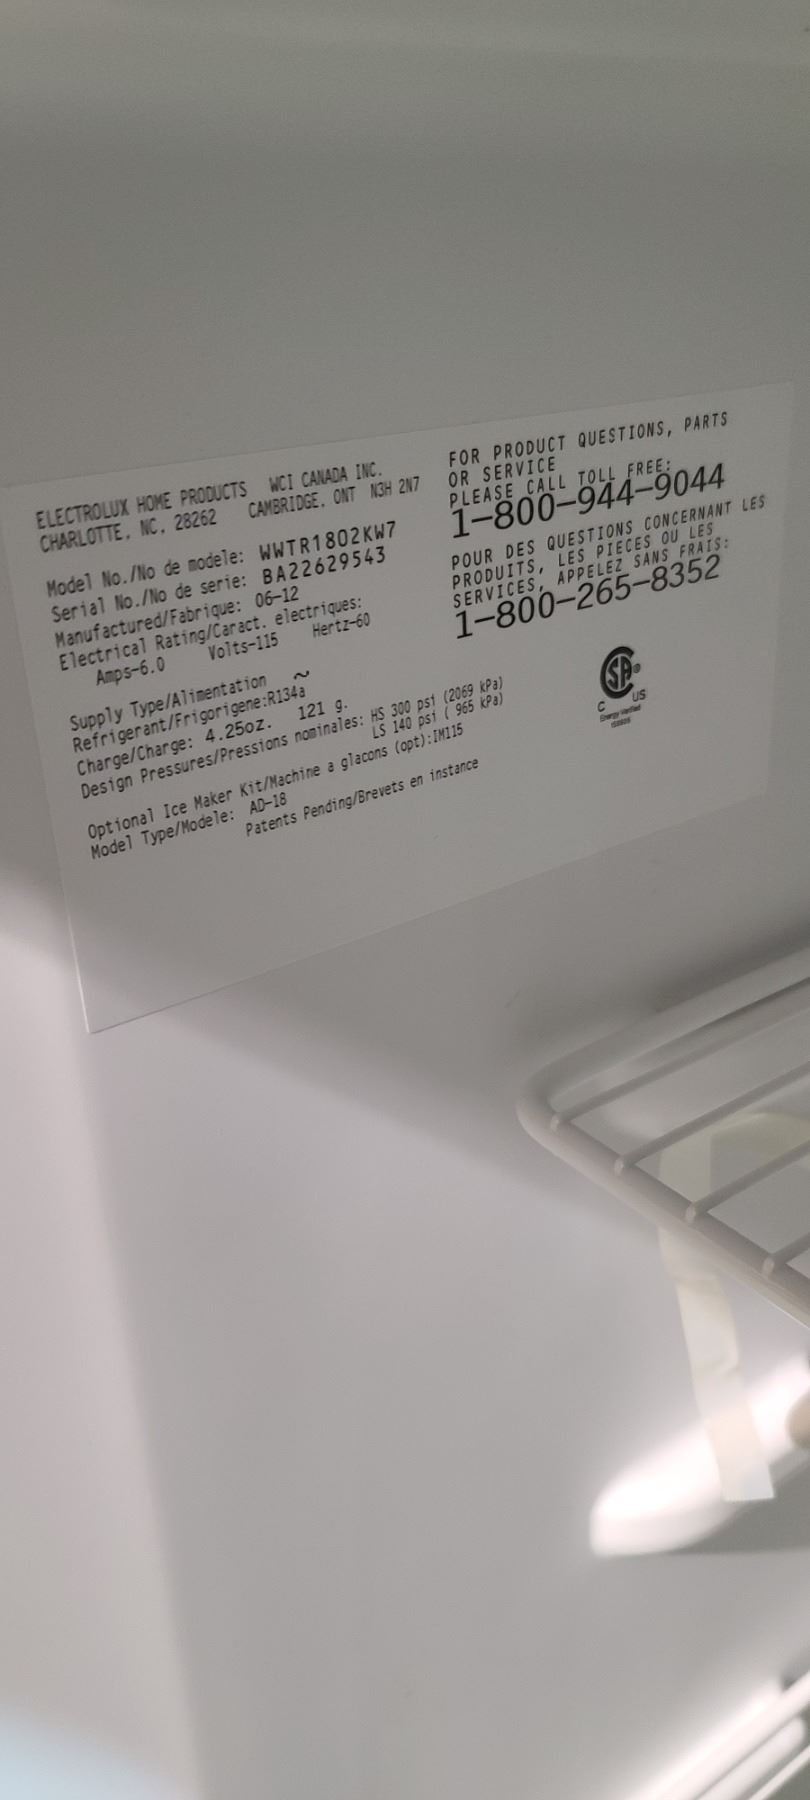 ELECTROLUX HOME PRODUCTS WCI CANADA INC.
CHARLOTTE, NC. 28262 CAMBRIDGE, ONT N3H 2N7
Model No./No de modele: WWTR1802KW7
Serial No./No de serie: BA22629543
Manufactured/Fabrique: 06-12
Electrical Rating/Caract. electriques:
Amps-6.0 Volts-115 Hertz-60
Supply Type/Alimentation ~
Refrigerant/Frigorigene:R134a
Charge/Charge: 4.25oz. 121 g.
Design Pressures/Pressions nominales: HS 300 psi (2069 kPa)
LS 140 psi ( 965 kPa)
Optional Ice Maker Kit/Machine a glacons (opt):IM115
Model Type/Modele: AD-18
Patents Pending/Brevets en instance
FOR PRODUCT QUESTIONS, PARTS
OR SERVICE
PLEASE CALL TOLL FREE:
1-800-944-9044
POUR DES QUESTIONS CONCERNANT LES
PRODUITS, LES PIECES OU LES
SERVICES, APPELEZ SANS FRAIS:
1-800-265-8352
SA®
C US
Energy Verified